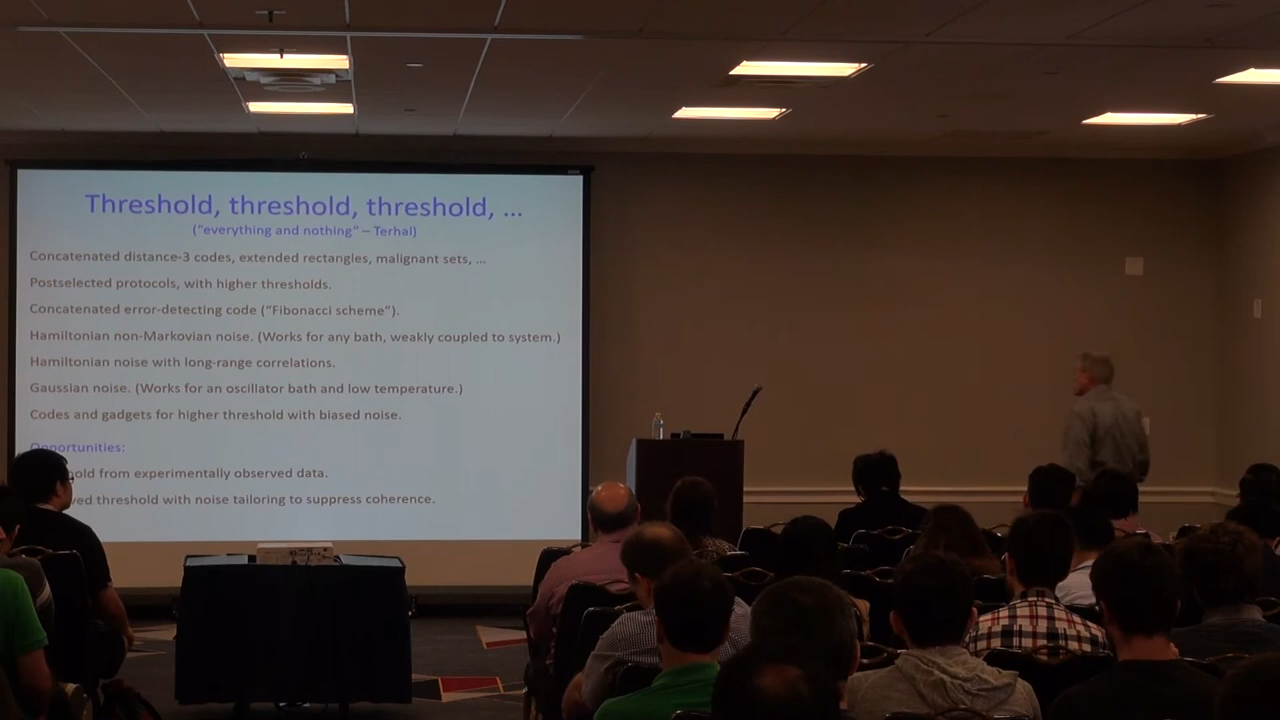 Threshold, threshold, threshold, ...
("everything and nothing" – Terhal)
Concatenated distance-3 codes, extended rectangles, malignant sets, ...
Postselected protocols, with higher thresholds.
Concatenated error-detecting code ("Fibonacci scheme").
Hamiltonian non-Markovian noise. (Works for any bath, weakly coupled to system.)
Hamiltonian noise with long-range correlations.
Gaussian noise. (Works for an oscillator bath and low temperature.)
Codes and gadgets for higher threshold with biased noise.
Opportunities:
from experimentally observed data.
threshold with noise tailoring to suppress coherence.